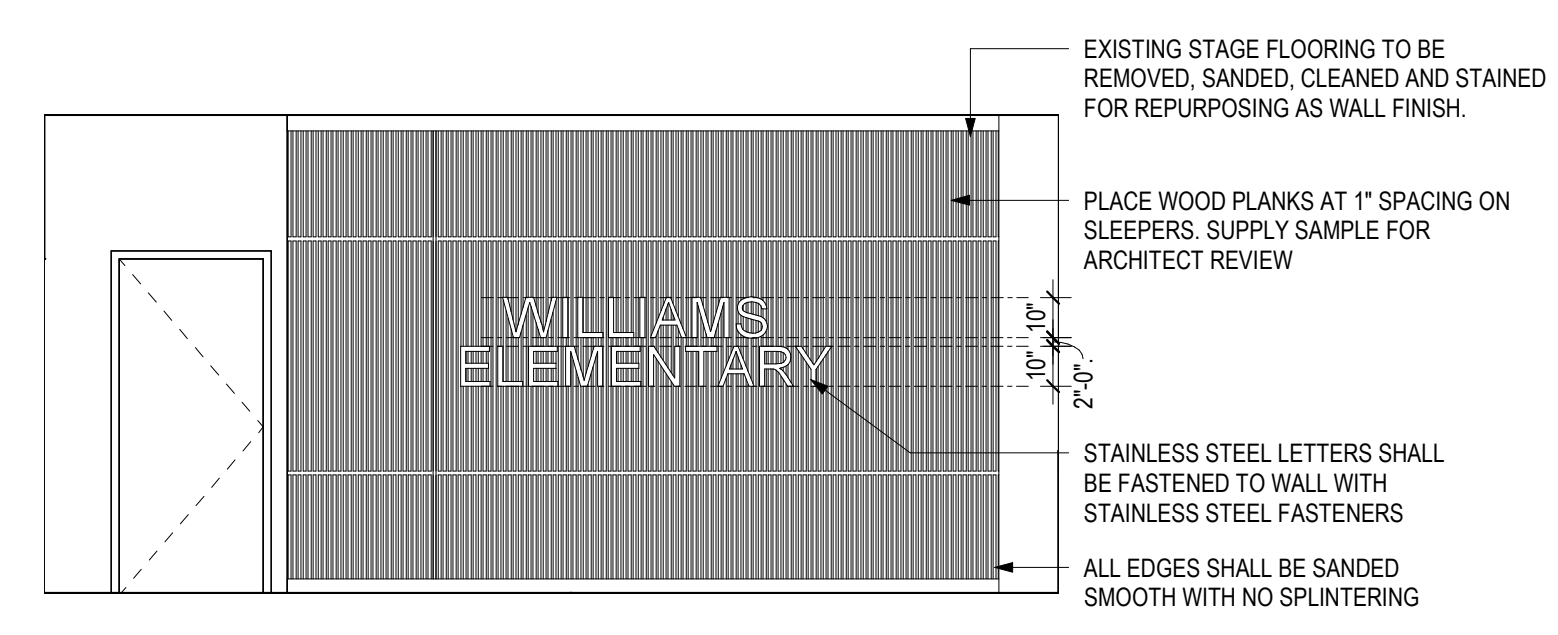 EXISTING STAGE FLOORING TO BE
REMOVED, SANDED, CLEANED AND STAINED
FOR REPURPOSING AS WALL FINISH.
PLACE WOOD PLANKS AT 1" SPACING ON
SLEEPERS. SUPPLY SAMPLE FOR
ARCHITECT REVIEW
WILLIAMS
ELEMENTARY
10"
10"
2"-0".
STAINLESS STEEL LETTERS SHALL
BE FASTENED TO WALL WITH
STAINLESS STEEL FASTENERS
ALL EDGES SHALL BE SANDED
SMOOTH WITH NO SPLINTERING